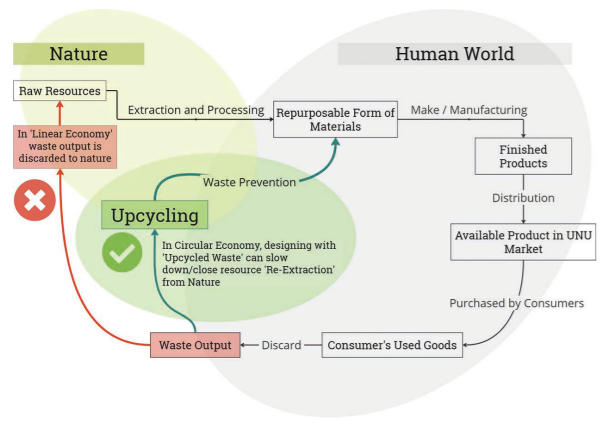 Nature
Human World
Raw Resources
Extraction and Processing
Repurposable Form of
Materials
Make / Manufacturing
In 'Linear Economy'
waste output is
discarded to nature
Finished
Products
Waste Prevention
Distribution
Upcycling
Available Product in UNU
Market
In Circular Economy, designing with
'Upcycled Waste' can slow
down/close resource 'Re-Extraction'
from Nature
Purchased by Consumers
Waste Output
Discard
Consumer's Used Goods